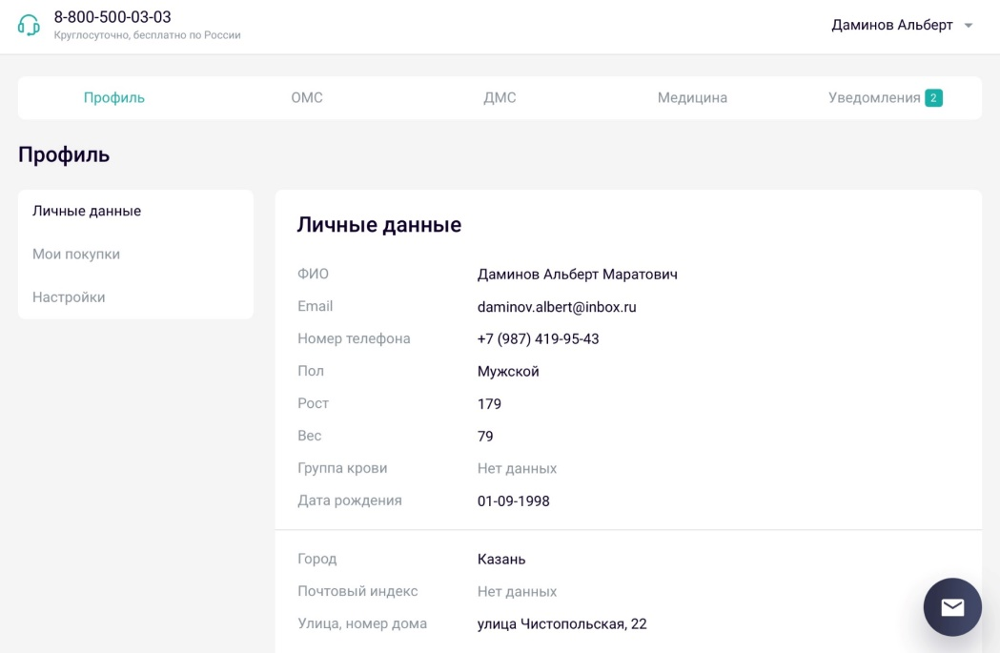 8-800-500-03-03
Круглосуточно, бесплатно по России
Даминов Альберт
Профиль ОМС ДМС Медицина Уведомления 2
Профиль
Личные данные
Мои покупки
Настройки
Личные данные
ФИО Даминов Альберт Маратович
Email daminov.albert@inbox.ru
Номер телефона +7 (987) 419-95-43
Пол Мужской
Рост 179
Вес 79
Группа крови Нет данных
Дата рождения 01-09-1998
Город Казань
Почтовый индекс Нет данных
Улица, номер дома улица Чистопольская, 22